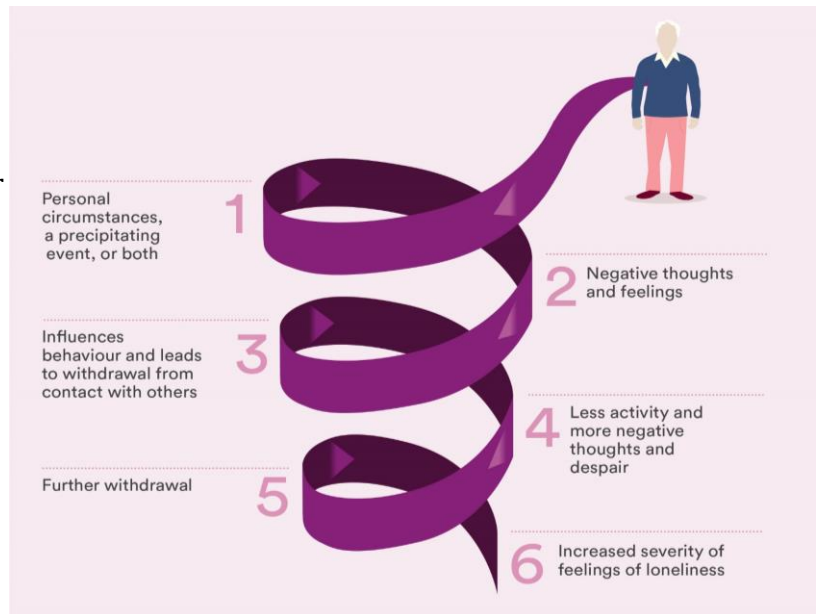 1
Personal
circumstances,
a precipitating
event, or both
2
Negative thoughts
and feelings
3
Influences
behaviour and leads
to withdrawal from
contact with others
4
Less activity and
more negative
thoughts and
despair
5
Further withdrawal
6
Increased severity of
feelings of loneliness